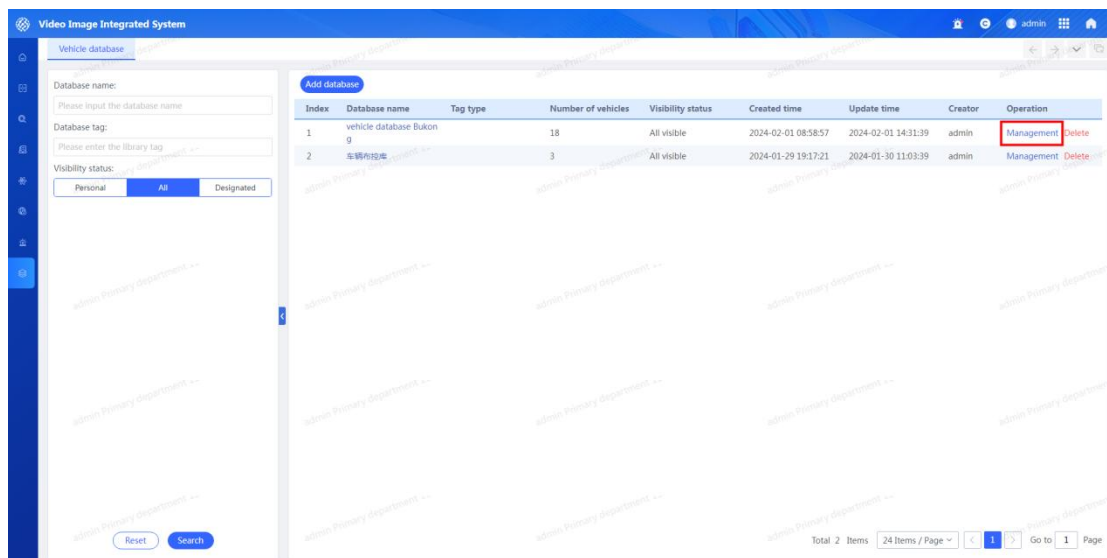 Video Image Integrated System
admin
Vehicle database
Database name:
Please input the database name
Database tag:
Please enter the library tag
Visibility status:
Personal All Designated
Reset Search
Add database
Index Database name Tag type Number of vehicles Visibility status Created time Update time Creator Operation
1 vehicle database Bukon
g 18 All visible 2024-02-01 08:58:57 2024-02-01 14:31:39 admin Management Delete
2 车辆布控库 3 All visible 2024-01-29 19:17:21 2024-01-30 11:03:39 admin Management Delete
admin Primary department
Total 2 Items 24 Items / Page 1 Go to 1 Page